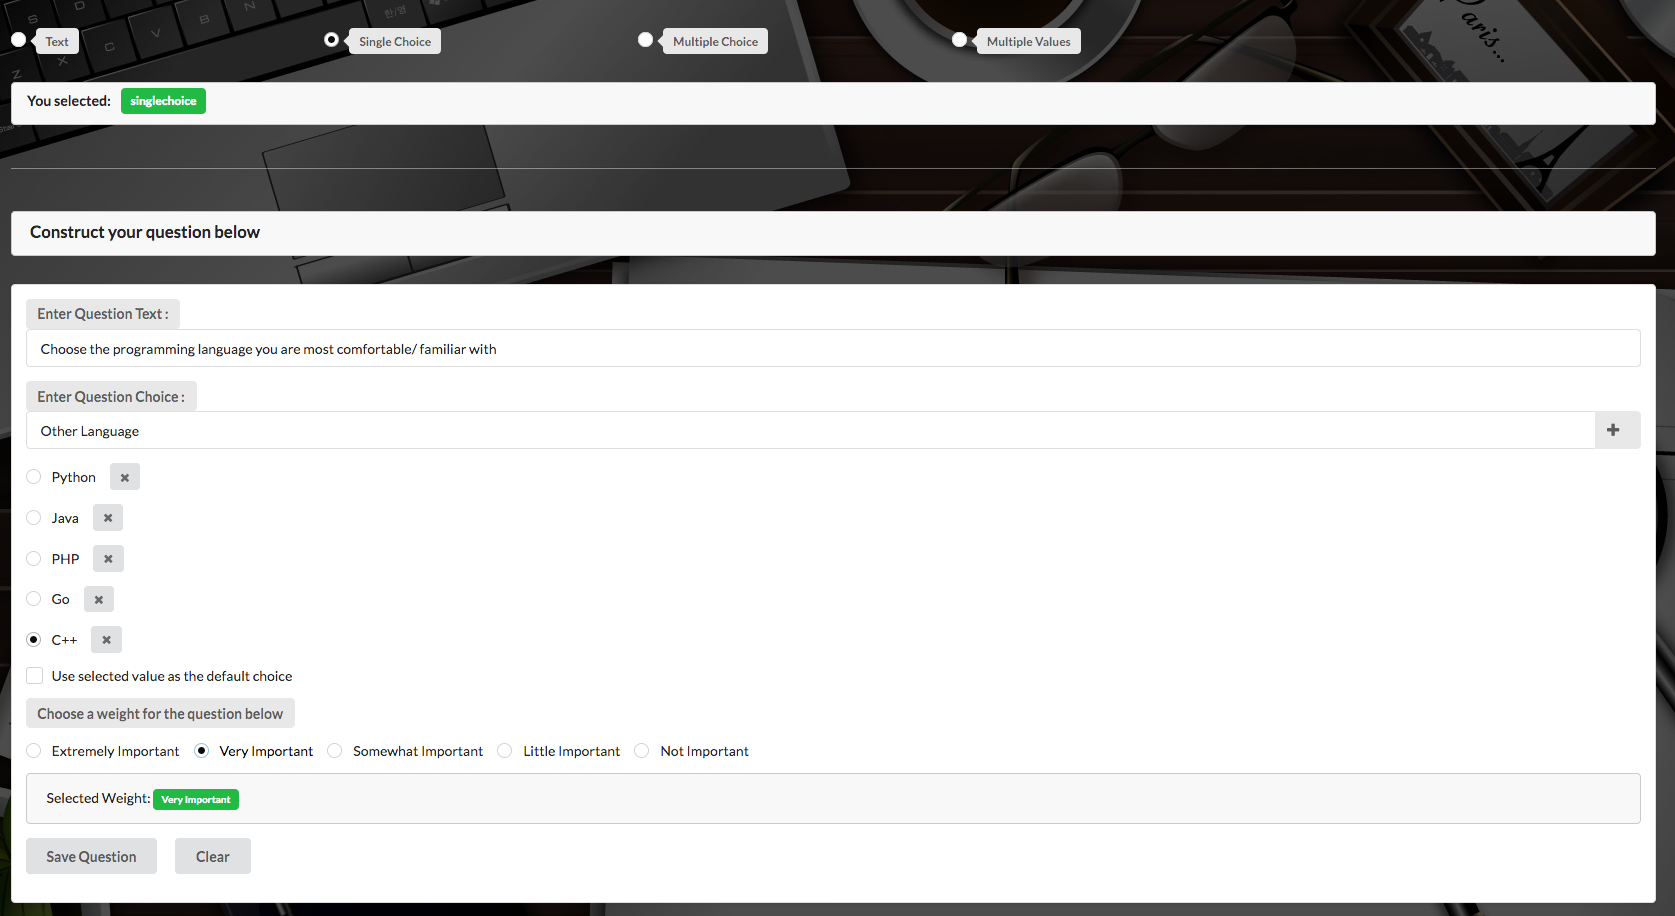 Text Single Choice Multiple Choice Multiple Values
You selected: singlechoice
Paris...
Construct your question below
Enter Question Text :
Choose the programming language you are most comfortable/ familiar with
Enter Question Choice :
Other Language
Python
Java
PHP
Go
C++
Use selected value as the default choice
Choose a weight for the question below
Extremely Important Very Important Somewhat Important Little Important Not Important
Selected Weight: Very Important
Save Question Clear